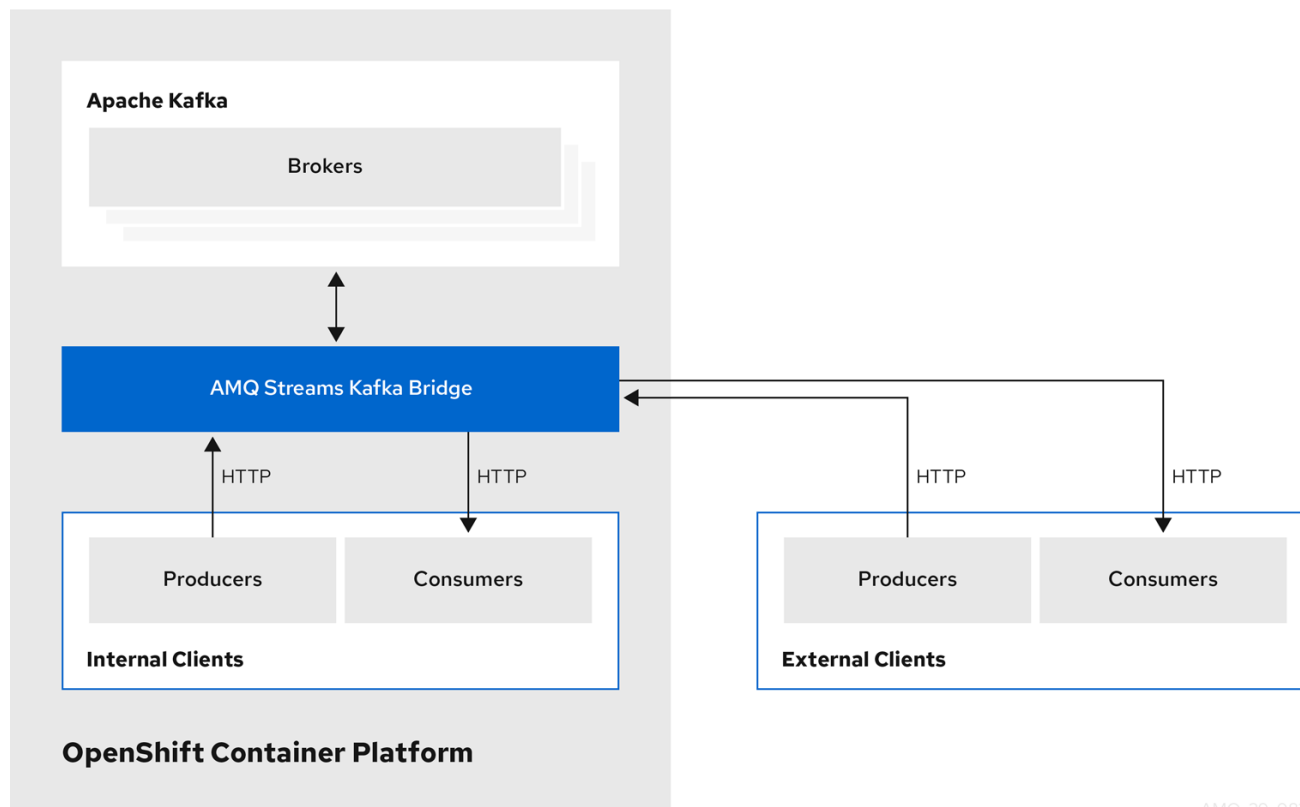 Apache Kafka
Brokers
AMQ Streams Kafka Bridge
HTTP
HTTP
HTTP
HTTP
Producers
Consumers
Producers
Consumers
Internal Clients
External Clients
OpenShift Container Platform